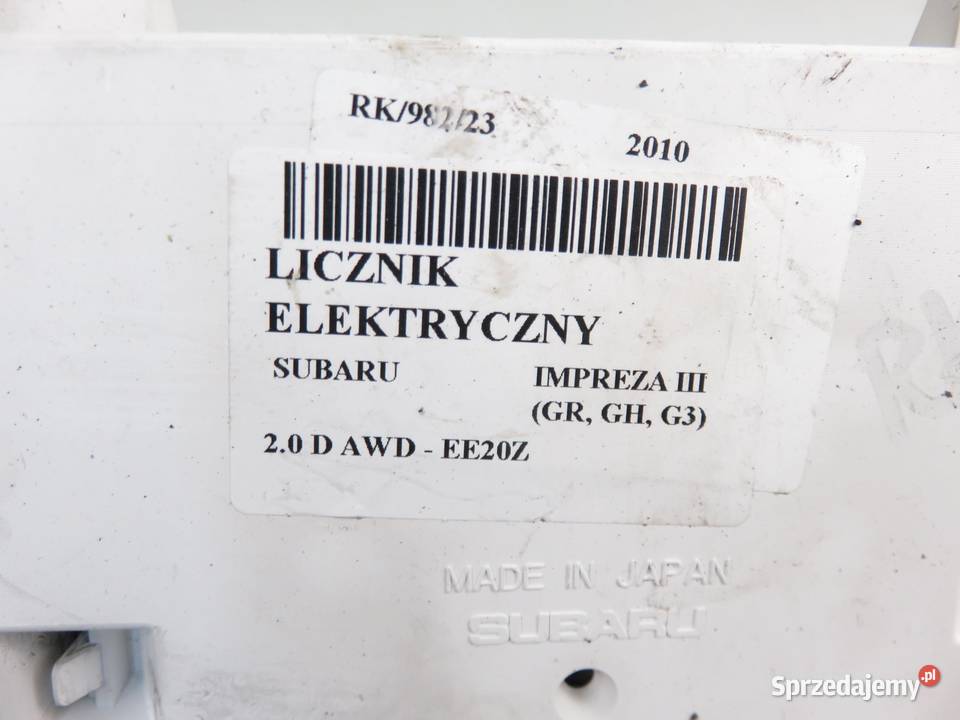 RK/982/23
2010
LICZNIK
ELEKTRYCZNY
SUBARU IMPREZA III
(GR, GH, G3)
2.0 D AWD - EE20Z
MADE IN JAPAN
SUBARU
Sprzedajemy.pl